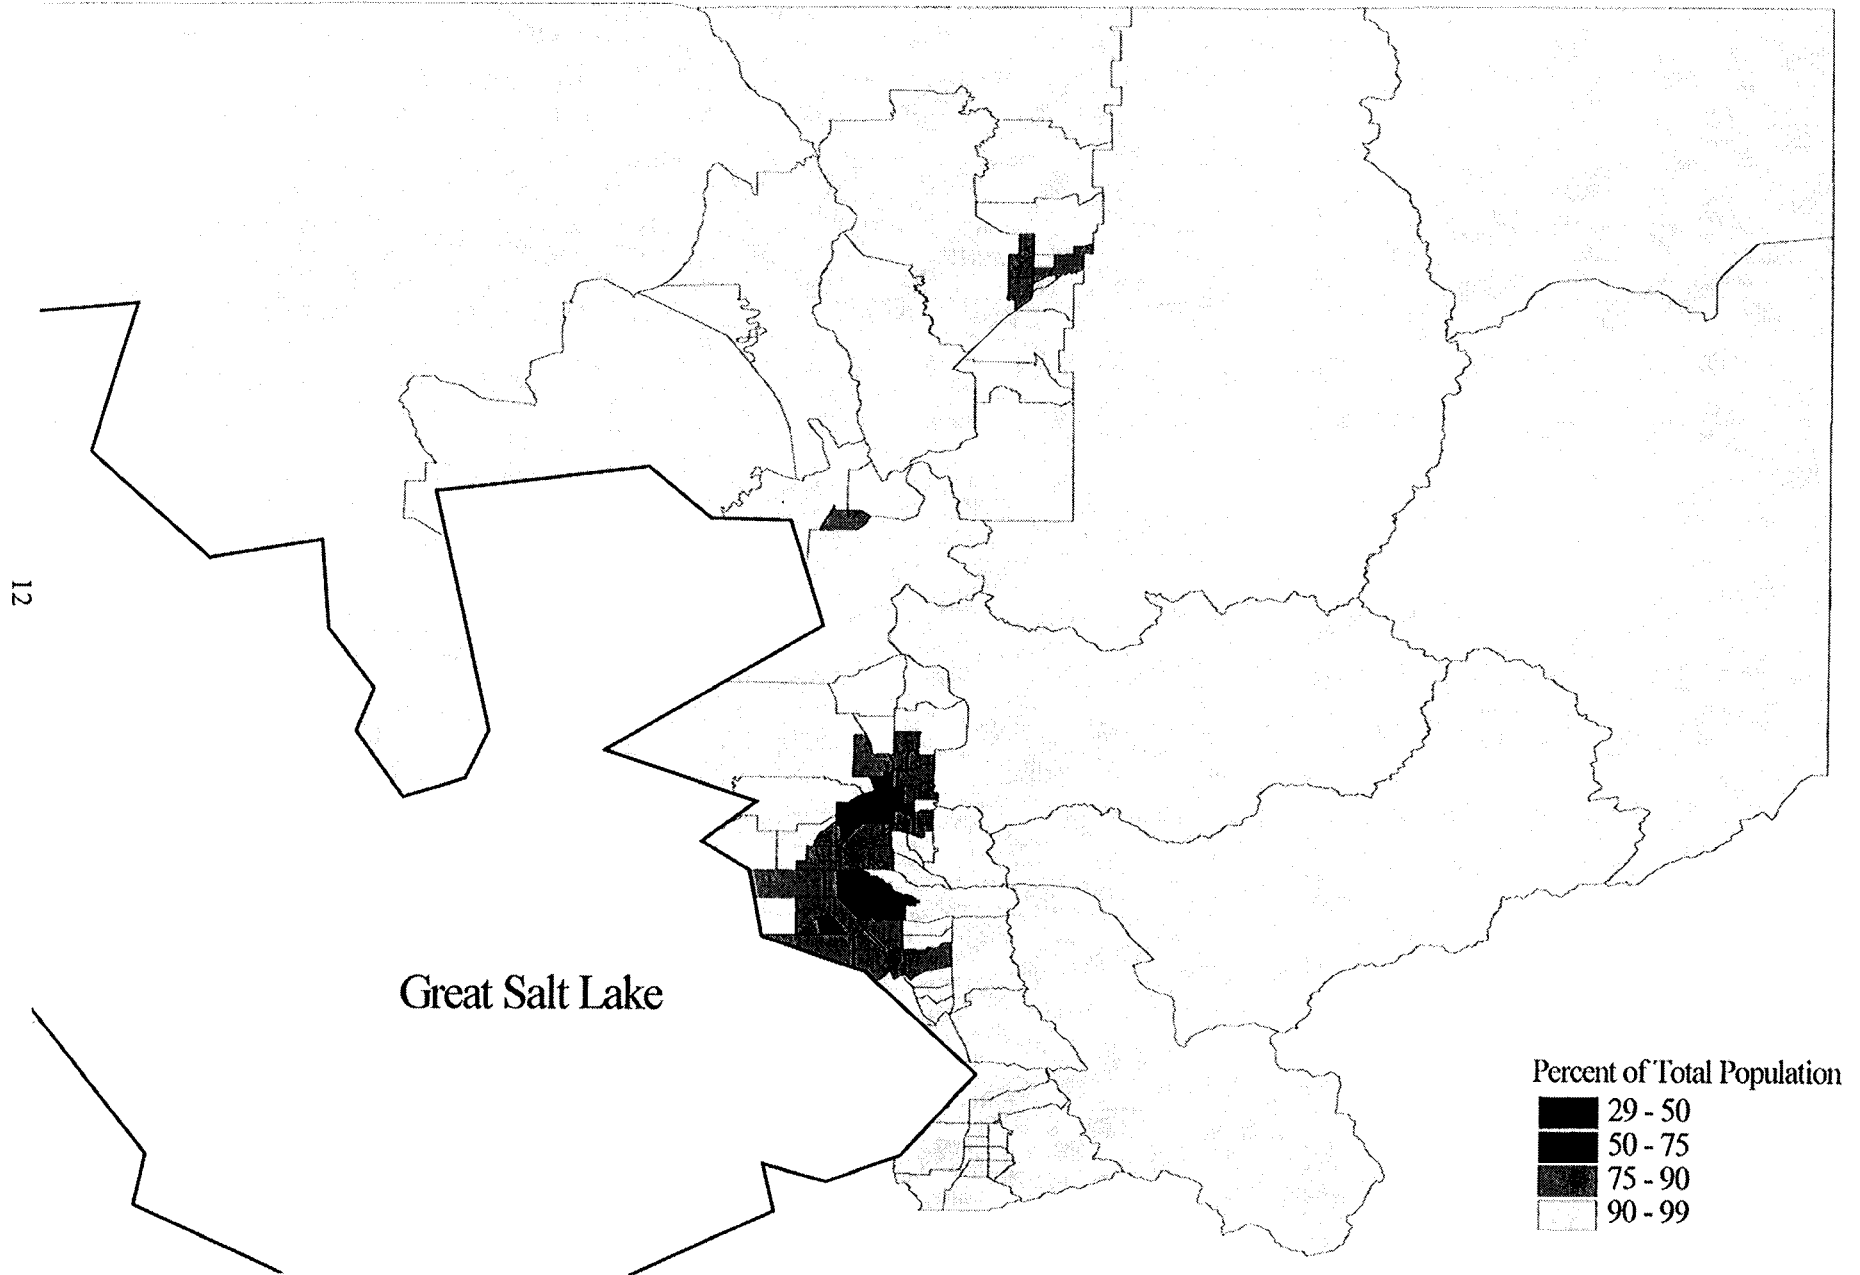 12
Great Salt Lake
Percent of Total Population
29 - 50
50 - 75
75 - 90
90 - 99